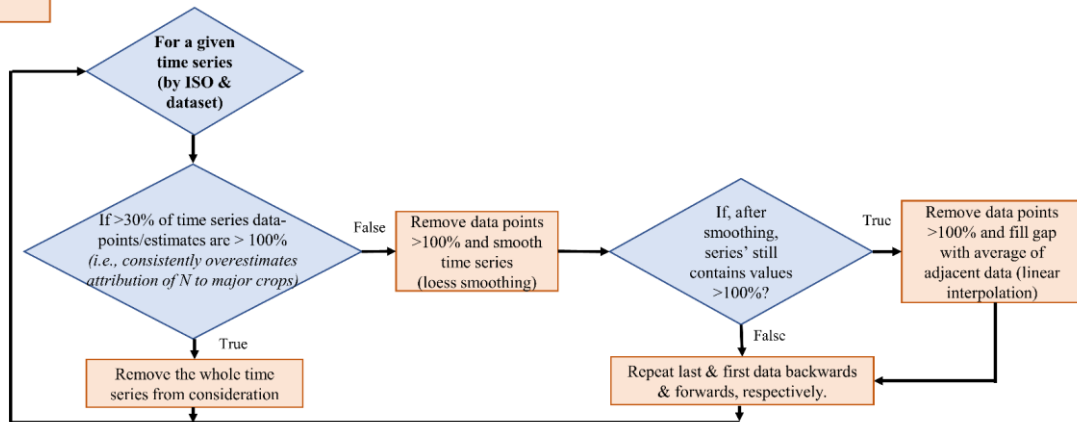 For a given
time series
(by ISO &
dataset)
If >30% of time series data-
points/estimates are > 100%
(i.e., consistently overestimates
attribution of N to major crops)
False
Remove data points
>100% and smooth
time series
(loess smoothing)
If, after
smoothing,
series' still
contains values
>100%?
True
Remove data points
>100% and fill gap
with average of
adjacent data (linear
interpolation)
True
False
Remove the whole time
series from consideration
Repeat last & first data backwards
& forwards, respectively.